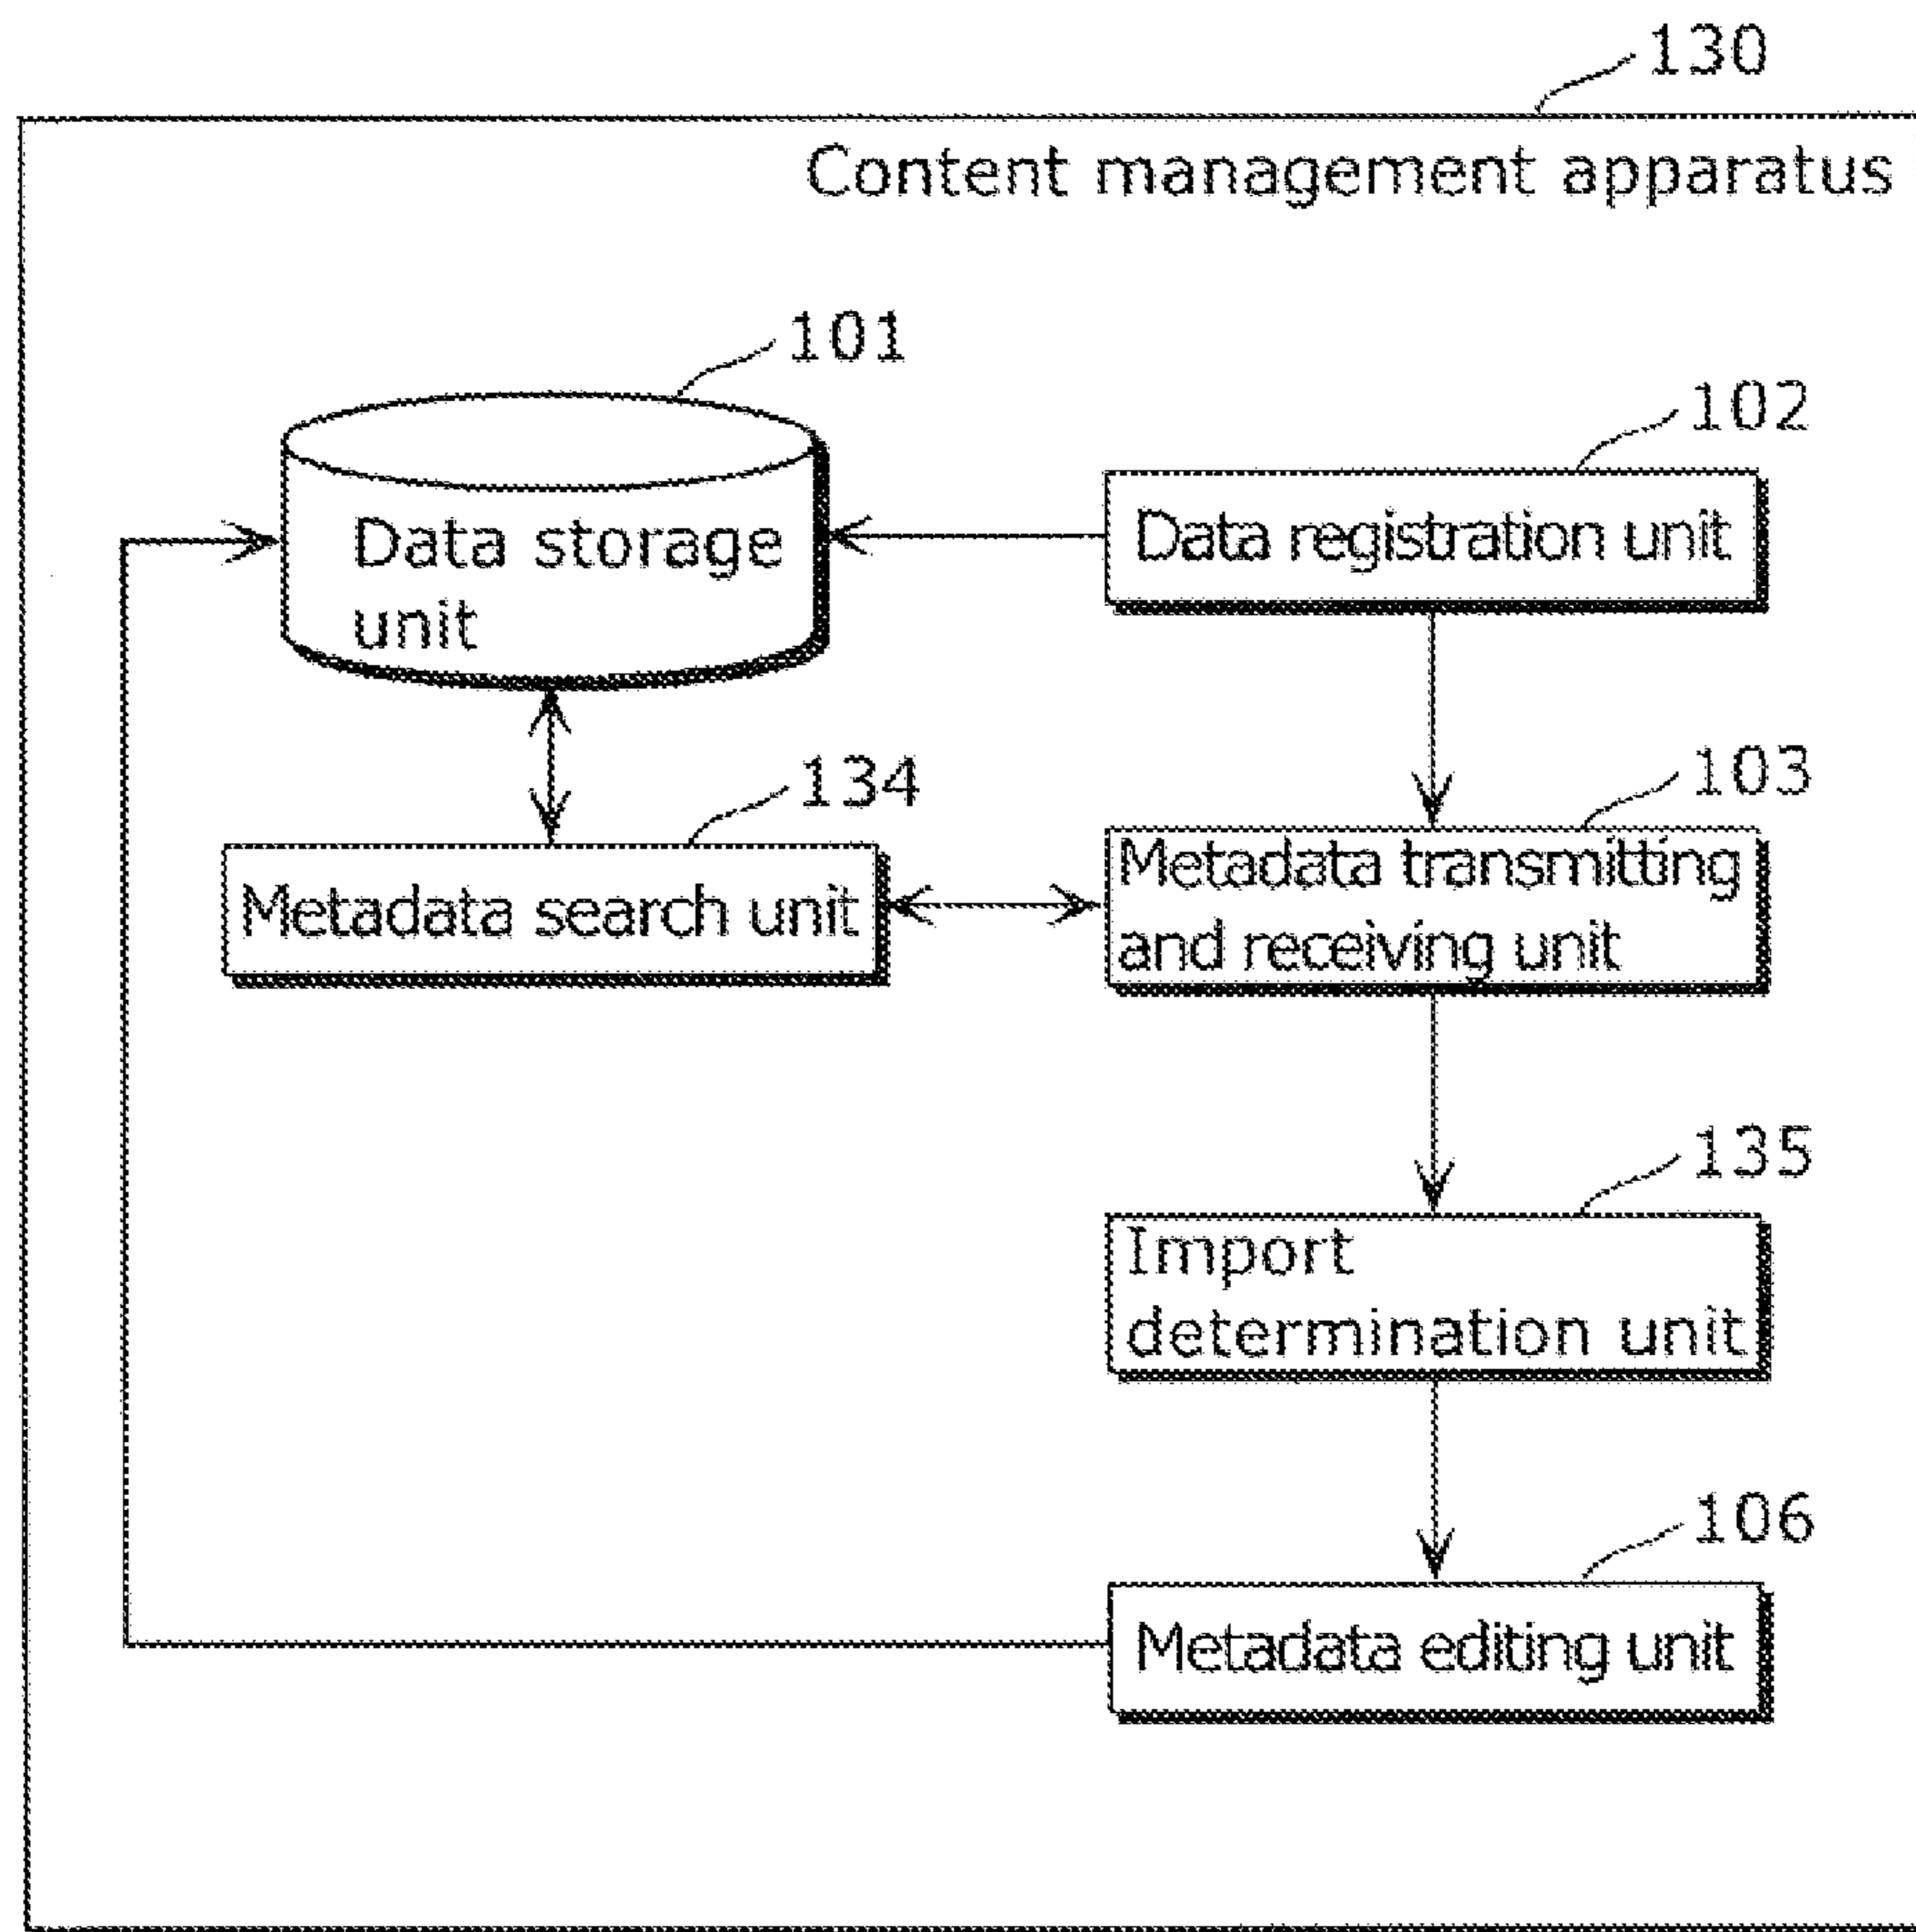 130
Content management apparatus
101
102
Data storage
unit
Data registration unit
134
103
Metadata search unit
Metadata transmitting
and receiving unit
135
Import
determination unit
106
Metadata editing unit